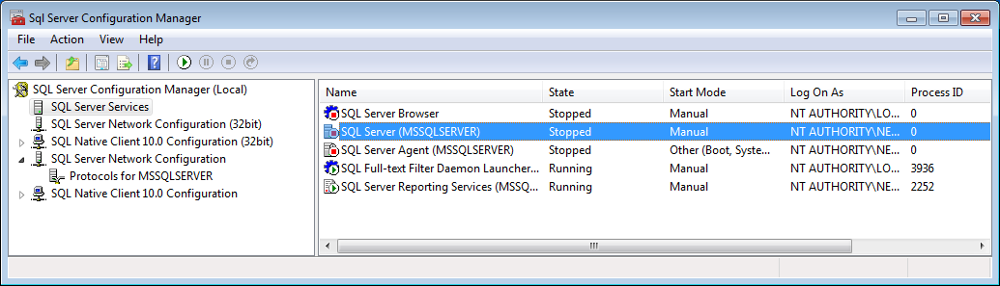 Sql Server Configuration Manager
File Action View Help
SQL Server Configuration Manager (Local)
SQL Server Services
SQL Server Network Configuration (32bit)
SQL Native Client 10.0 Configuration (32bit)
SQL Server Network Configuration
Protocols for MSSQLSERVER
SQL Native Client 10.0 Configuration
Name State Start Mode Log On As Process ID
SQL Server Browser Stopped Manual NT AUTHORITY\LO... 0
SQL Server (MSSQLSERVER) Stopped Manual NT AUTHORITY\NE... 0
SQL Server Agent (MSSQLSERVER) Stopped Other (Boot, Syste... NT AUTHORITY\NE... 0
SQL Full-text Filter Daemon Launcher... Running Manual NT AUTHORITY\LO... 3936
SQL Server Reporting Services (MSSQ... Running Manual NT AUTHORITY\NE... 2252